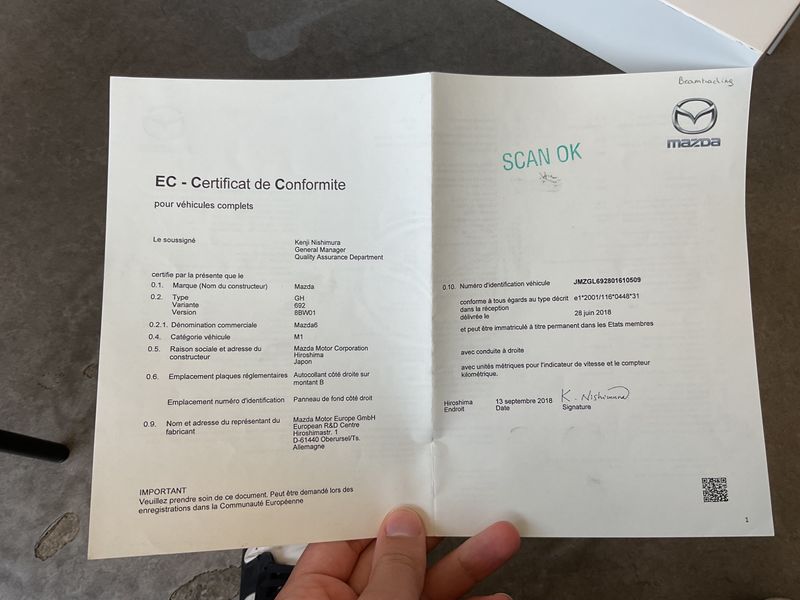 Beamtracking
mazda
SCAN OK
EC - Certificat de Conformite
pour véhicules complets
Le soussigné
Kenji Nishimura
General Manager
Quality Assurance Department
certifie par la présente que le
0.1. Marque (Nom du constructeur) Mazda
0.2. Type GH
Variante 692
Version 8BW01
0.2.1. Dénomination commerciale Mazda6
0.4. Catégorie véhicule M1
0.5. Raison sociale et adresse du Mazda Motor Corporation
constructeur Hiroshima
Japon
0.6. Emplacement plaques réglementaires Autocollant côté droite sur
montant B
Emplacement numéro d'identification Panneau de fond côté droit
0.9. Nom et adresse du représentant du Mazda Motor Europe GmbH
fabricant European R&D Centre
Hiroshimastr. 1
D-61440 Oberursel/Ts.
Allemagne
IMPORTANT
Veuillez prendre soin de ce document. Peut être demandé lors des
enregistrations dans la Communauté Européenne
0.10. Numéro d'identification véhicule JMZGL692801610509
conforme à tous égards au type décrit e1*2001/116*0448*31
dans la réception
délivrée le 28 juin 2018
et peut être immatriculé à titre permanent dans les Etats membres
avec conduite à droite
avec unités métriques pour l'indicateur de vitesse et le compteur
kilométrique.
K. Nishimura
Hiroshima 13 septembre 2018
Endroit Date Signature
1